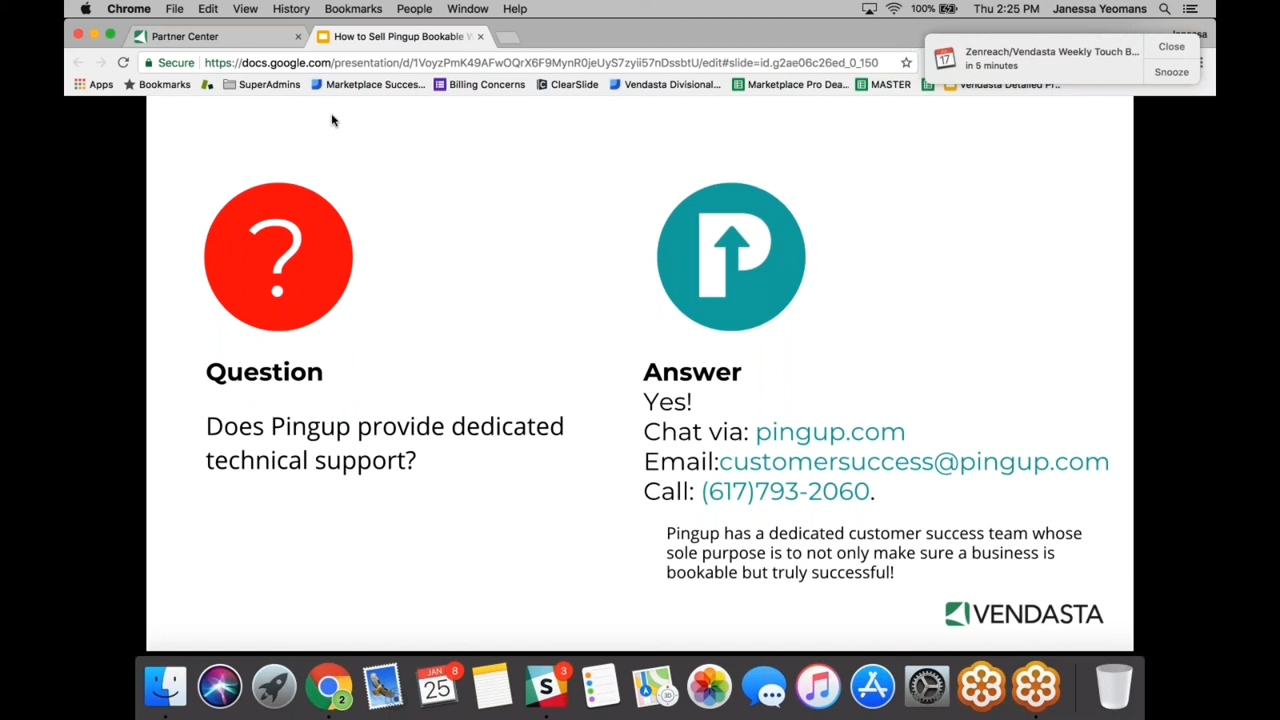 Chrome File Edit View History Bookmarks People Window Help 100% Thu 2:25 PM Janessa Yeomans
Partner Center
How to Sell Pingup Bookable
Zenreach/Vendasta Weekly Touch B...
in 5 minutes
Close
Snooze
Secure https://docs.google.com/presentation/d/1VoyzPmK49AFwOQrX6F9MynR0jeUyS7zyii57nDssbtU/edit#slide=id.g2ae06c26ed_0_150
Apps Bookmarks SuperAdmins Marketplace Succes... Billing Concerns ClearSlide Vendasta Divisional... Marketplace Pro Dea... MASTER Vendasta Detailed Pr...
?
P
Question
Does Pingup provide dedicated
technical support?
Answer
Yes!
Chat via: pingup.com
Email:customersuccess@pingup.com
Call: (617)793-2060.
Pingup has a dedicated customer success team whose
sole purpose is to not only make sure a business is
bookable but truly successful!
VENDASTA
2
JAN
25
8
S
3